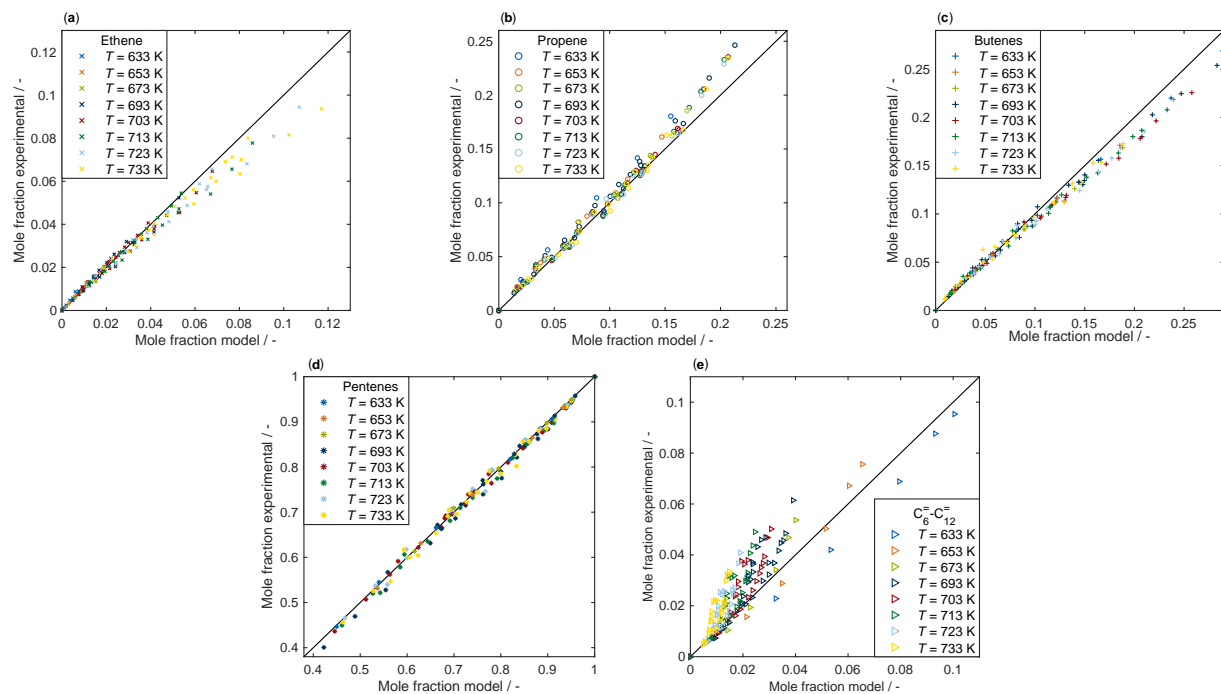 (a)
Ethene
T = 633 K
T = 653 K
T = 673 K
T = 693 K
T = 703 K
T = 713 K
T = 723 K
T = 733 K
0.12
0.1
0.08
0.06
0.04
0.02
0
0 0.02 0.04 0.06 0.08 0.1 0.12
Mole fraction experimental / -
Mole fraction model / -
(b)
Propene
T = 633 K
T = 653 K
T = 673 K
T = 693 K
T = 703 K
T = 713 K
T = 723 K
T = 733 K
0.25
0.2
0.15
0.1
0.05
0
0 0.05 0.1 0.15 0.2 0.25
Mole fraction experimental / -
Mole fraction model / -
(c)
Butenes
T = 633 K
T = 653 K
T = 673 K
T = 693 K
T = 703 K
T = 713 K
T = 723 K
T = 733 K
0.25
0.2
0.15
0.1
0.05
0
0 0.05 0.1 0.15 0.2 0.25
Mole fraction experimental / -
Mole fraction model / -
(d)
Pentenes
T = 633 K
T = 653 K
T = 673 K
T = 693 K
T = 703 K
T = 713 K
T = 723 K
T = 733 K
1
0.9
0.8
0.7
0.6
0.5
0.4
0.4 0.5 0.6 0.7 0.8 0.9 1
Mole fraction experimental / -
Mole fraction model / -
(e)
C₆⁼-C₁₂⁼
T = 633 K
T = 653 K
T = 673 K
T = 693 K
T = 703 K
T = 713 K
T = 723 K
T = 733 K
0.1
0.08
0.06
0.04
0.02
0
0 0.02 0.04 0.06 0.08 0.1
Mole fraction experimental / -
Mole fraction model / -